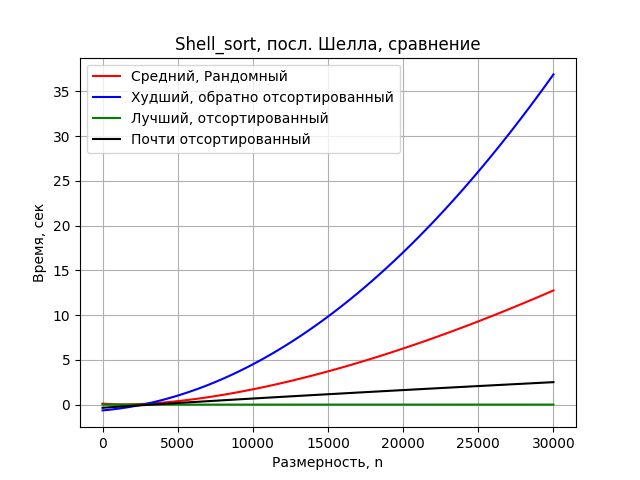 Shell_sort, посл. Шелла, сравнение
Средний, Рандомный
Худший, обратно отсортированный
Лучший, отсортированный
Почти отсортированный
Время, сек
35
30
25
20
15
10
5
0
0 5000 10000 15000 20000 25000 30000
Размерность, n